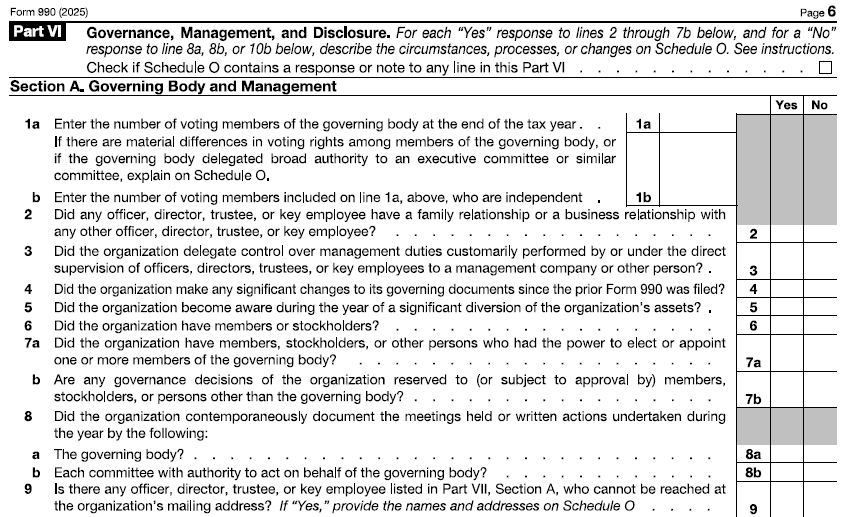 Form 990 (2025) Page 6
Part VI Governance, Management, and Disclosure. For each “Yes” response to lines 2 through 7b below, and for a “No”
response to line 8a, 8b, or 10b below, describe the circumstances, processes, or changes on Schedule O. See instructions.
Check if Schedule O contains a response or note to any line in this Part VI . . . . . . . . . . . . .
Section A. Governing Body and Management
Yes No
1a Enter the number of voting members of the governing body at the end of the tax year . . 1a
If there are material differences in voting rights among members of the governing body, or
if the governing body delegated broad authority to an executive committee or similar
committee, explain on Schedule O.
b Enter the number of voting members included on line 1a, above, who are independent . 1b
2 Did any officer, director, trustee, or key employee have a family relationship or a business relationship with
any other officer, director, trustee, or key employee? . . . . . . . . . . . . . . . . . . 2
3 Did the organization delegate control over management duties customarily performed by or under the direct
supervision of officers, directors, trustees, or key employees to a management company or other person? . 3
4 Did the organization make any significant changes to its governing documents since the prior Form 990 was filed? 4
5 Did the organization become aware during the year of a significant diversion of the organization’s assets? . 5
6 Did the organization have members or stockholders? . . . . . . . . . . . . . . . . . . 6
7a Did the organization have members, stockholders, or other persons who had the power to elect or appoint
one or more members of the governing body? . . . . . . . . . . . . . . . . . . . . 7a
b Are any governance decisions of the organization reserved to (or subject to approval by) members,
stockholders, or persons other than the governing body? . . . . . . . . . . . . . . . . . 7b
8 Did the organization contemporaneously document the meetings held or written actions undertaken during
the year by the following:
a The governing body? . . . . . . . . . . . . . . . . . . . . . . . . . . . . . 8a
b Each committee with authority to act on behalf of the governing body? . . . . . . . . . . . . 8b
9 Is there any officer, director, trustee, or key employee listed in Part VII, Section A, who cannot be reached at
the organization’s mailing address? If “Yes,” provide the names and addresses on Schedule O . . . . 9